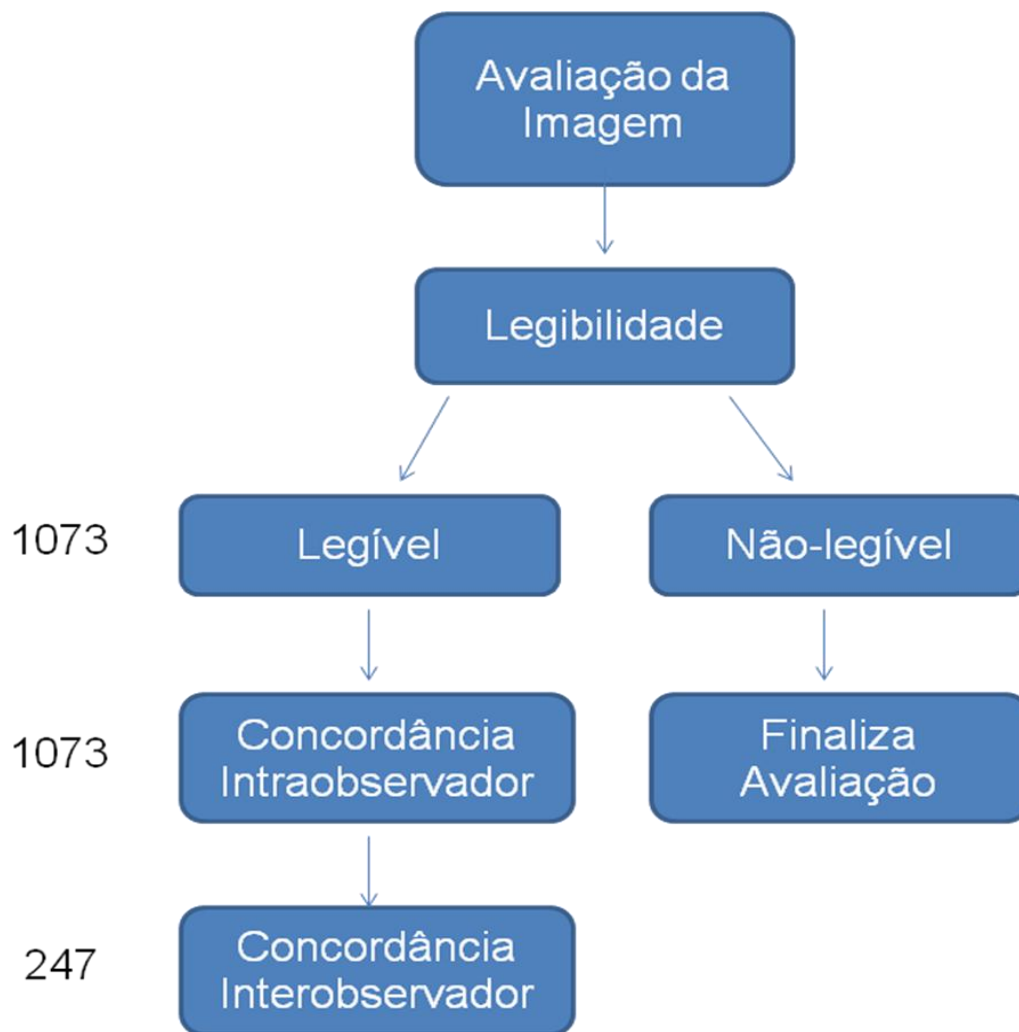 Avaliação da
Imagem
Legibilidade
1073
Legível
Não-legível
1073
Concordância
Intraobservador
Finaliza
Avaliação
247
Concordância
Interobservador